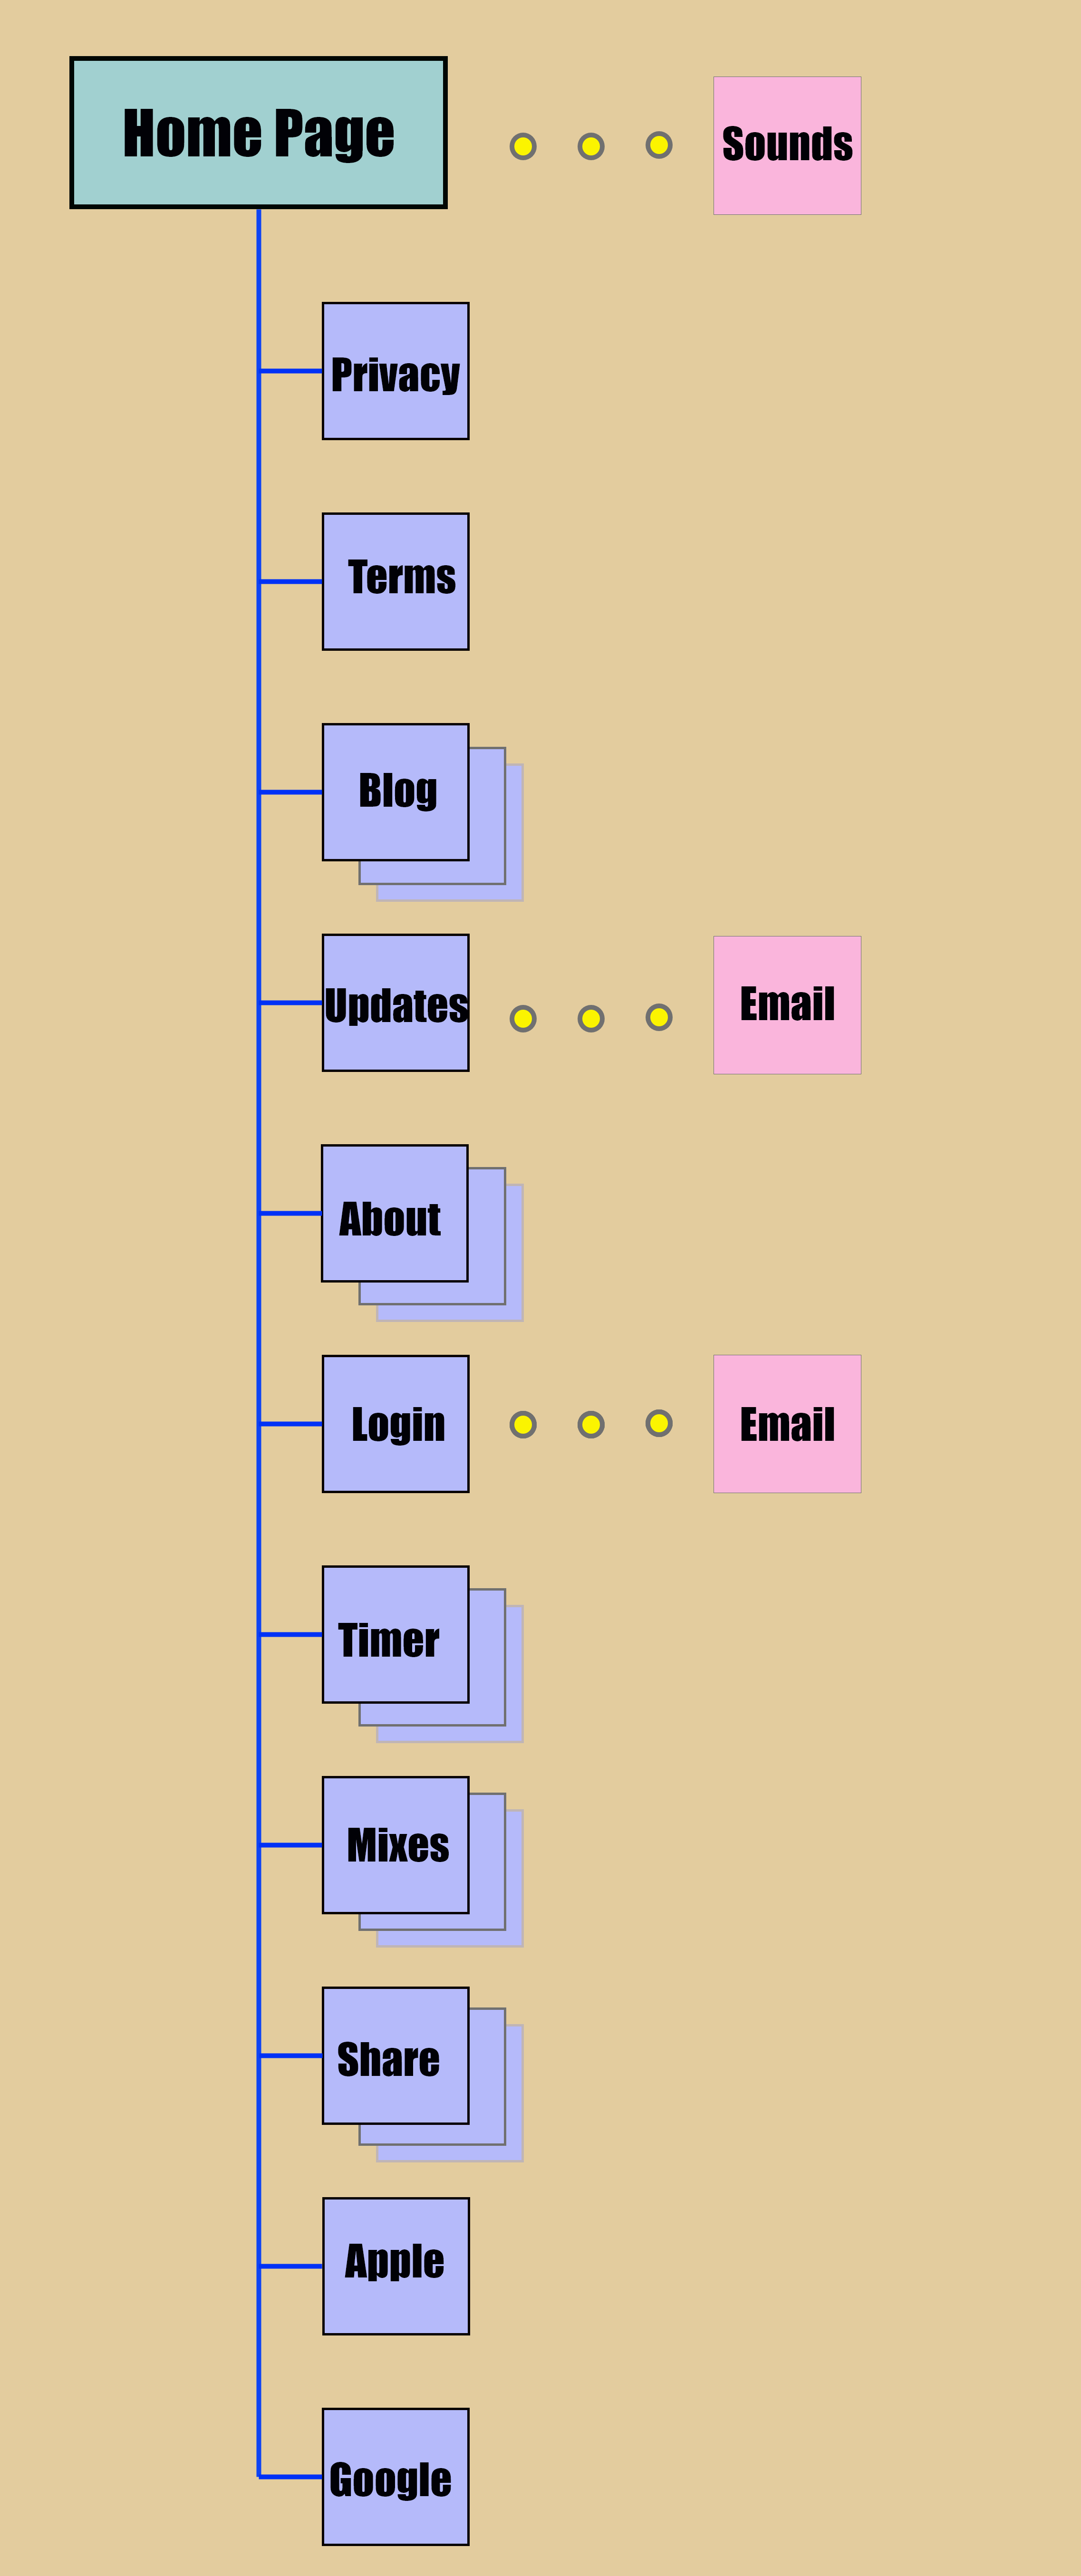 Home Page
Sounds
Privacy
Terms
Blog
Updates
Email
About
Login
Email
Timer
Mixes
Share
Apple
Google